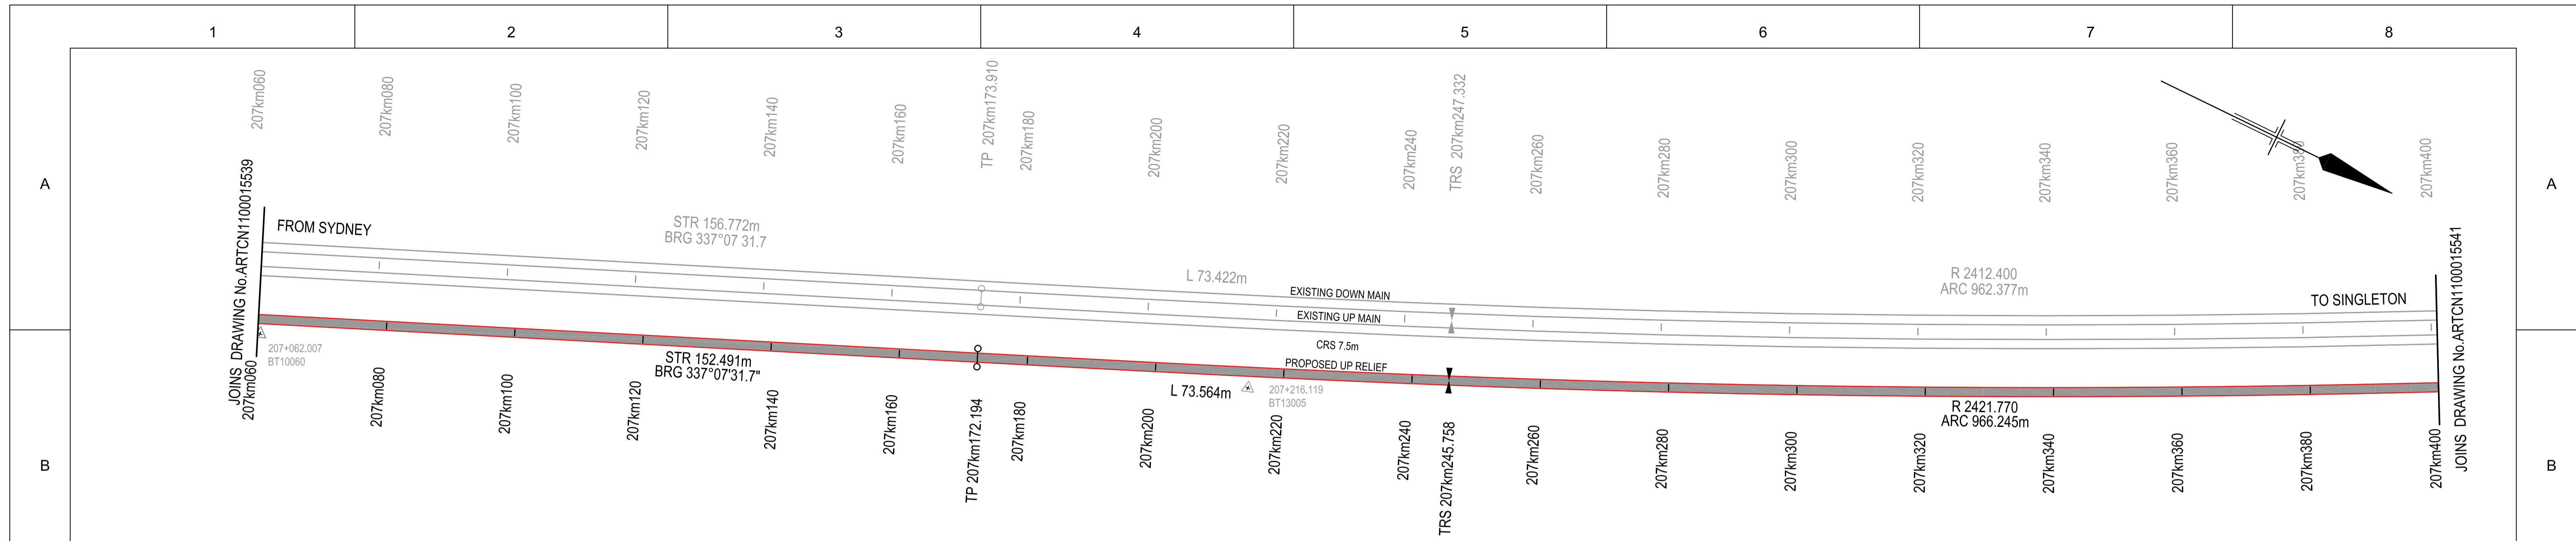 1 2 3 4 5 6 7 8
207km060
207km080
207km100
207km120
207km140
207km160
TP 207km173.910
207km180
207km200
207km220
207km240
TRS 207km247.332
207km260
207km280
207km300
207km320
207km340
207km360
207km380
207km400
A A
JOINS DRAWING No.ARTCN1100015539
FROM SYDNEY
STR 156.772m
BRG 337°07 31.7
L 73.422m
EXISTING DOWN MAIN
EXISTING UP MAIN
R 2412.400
ARC 962.377m
TO SINGLETON
JOINS DRAWING No.ARTCN1100015541
CRS 7.5m
PROPOSED UP RELIEF
207+062.007
BT10060
STR 152.491m
BRG 337°07'31.7"
L 73.564m
207+216.119
BT13005
R 2421.770
ARC 966.245m
207km060
207km080
207km100
207km120
207km140
207km160
TP 207km172.194
207km180
207km200
207km220
207km240
TRS 207km245.758
207km260
207km280
207km300
207km320
207km340
207km360
207km380
207km400
B B